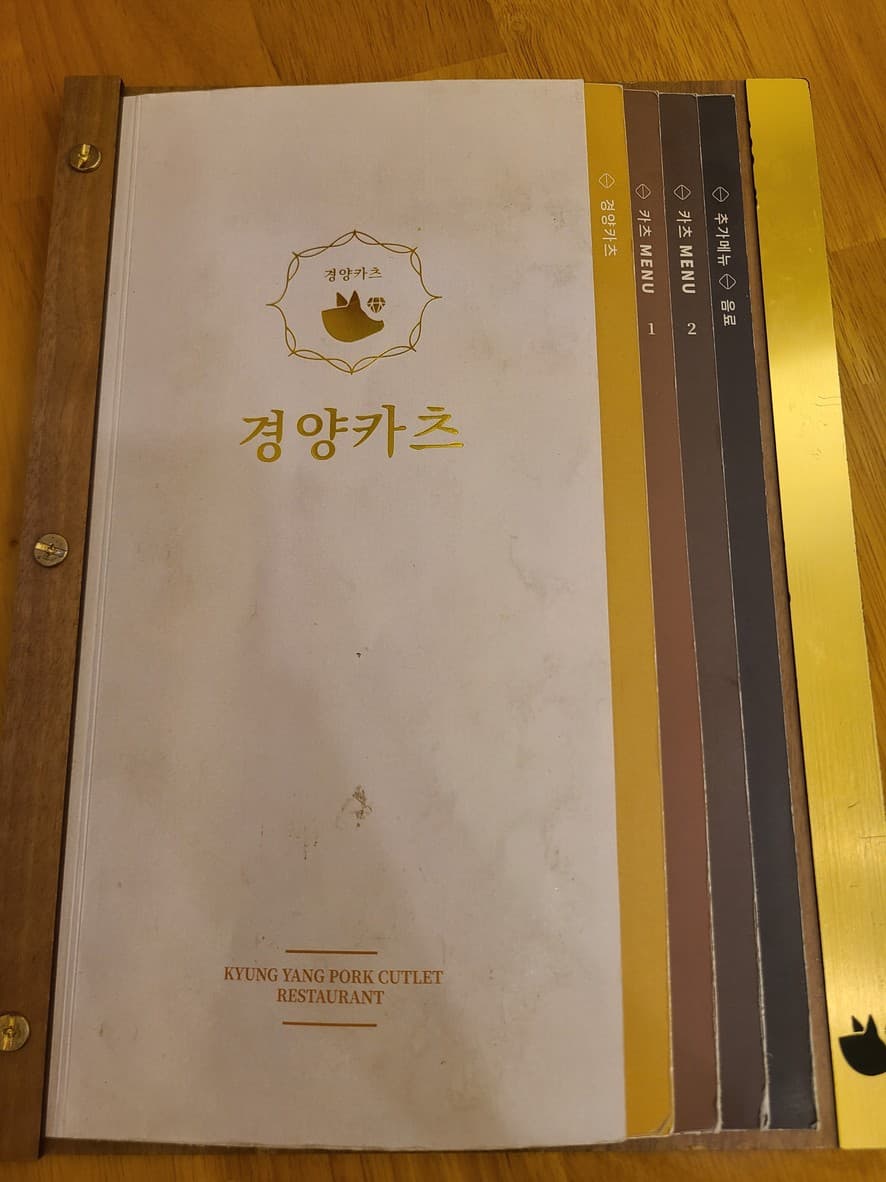 경양카츠
경양카츠
KYUNG YANG PORK CUTLET
RESTAURANT
경양카츠
카츠 MENU 1
카츠 MENU 2
추가메뉴 음료